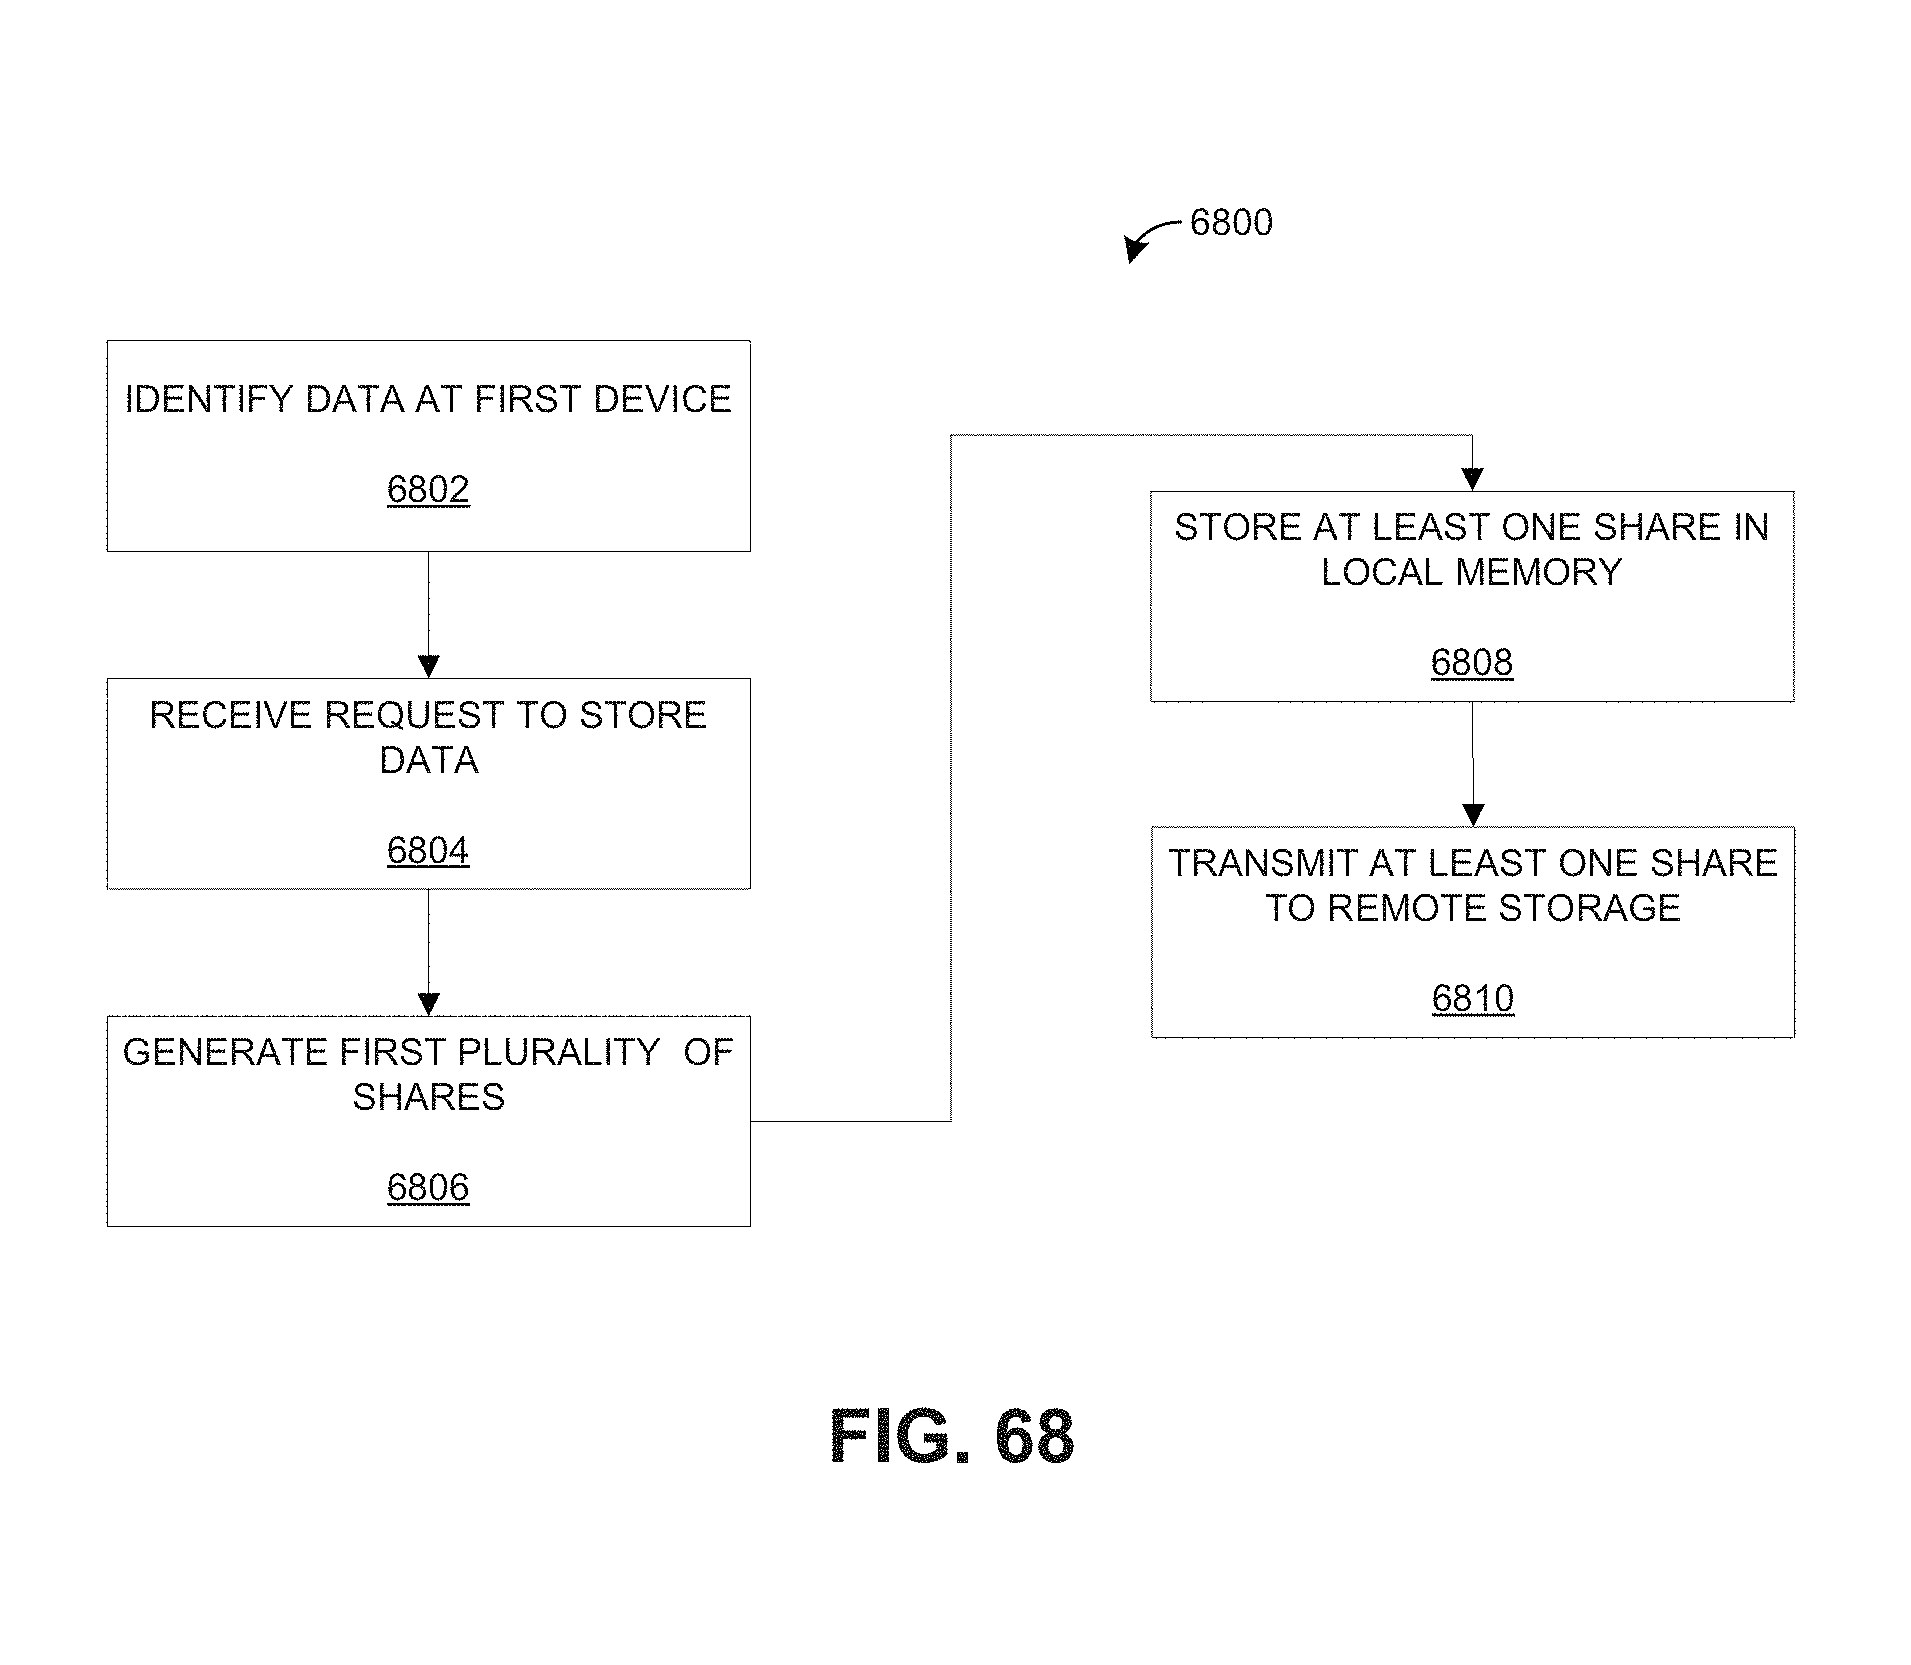 6800
IDENTIFY DATA AT FIRST DEVICE
6802
RECEIVE REQUEST TO STORE
DATA
6804
GENERATE FIRST PLURALITY OF
SHARES
6806
STORE AT LEAST ONE SHARE IN
LOCAL MEMORY
6808
TRANSMIT AT LEAST ONE SHARE
TO REMOTE STORAGE
6810
FIG. 68